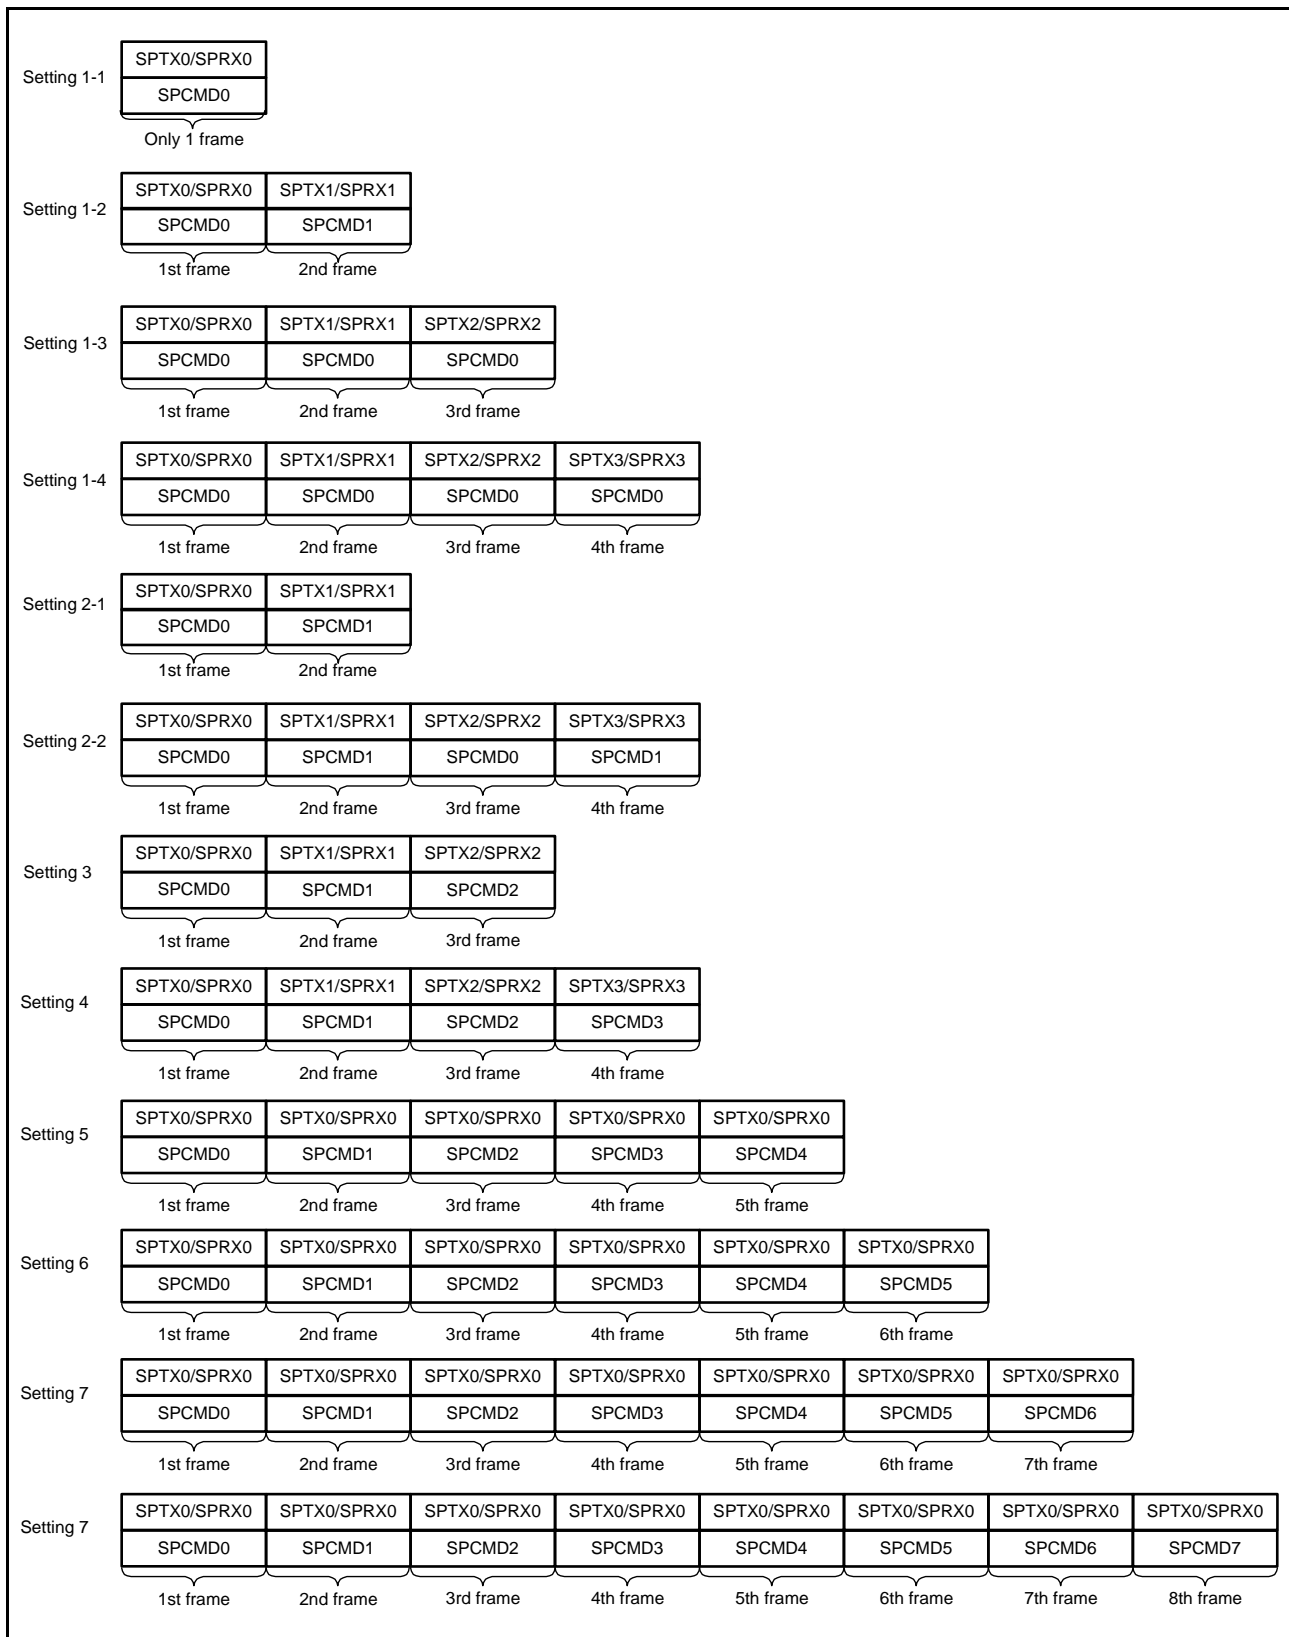 SPTX0/SPRX0
Setting 1-1
SPCMD0
Only 1 frame
SPTX0/SPRX0 SPTX1/SPRX1
Setting 1-2
SPCMD0 SPCMD1
1st frame 2nd frame
SPTX0/SPRX0 SPTX1/SPRX1 SPTX2/SPRX2
Setting 1-3
SPCMD0 SPCMD0 SPCMD0
1st frame 2nd frame 3rd frame
SPTX0/SPRX0 SPTX1/SPRX1 SPTX2/SPRX2 SPTX3/SPRX3
Setting 1-4
SPCMD0 SPCMD0 SPCMD0 SPCMD0
1st frame 2nd frame 3rd frame 4th frame
SPTX0/SPRX0 SPTX1/SPRX1
Setting 2-1
SPCMD0 SPCMD1
1st frame 2nd frame
SPTX0/SPRX0 SPTX1/SPRX1 SPTX2/SPRX2 SPTX3/SPRX3
Setting 2-2
SPCMD0 SPCMD1 SPCMD0 SPCMD1
1st frame 2nd frame 3rd frame 4th frame
SPTX0/SPRX0 SPTX1/SPRX1 SPTX2/SPRX2
Setting 3
SPCMD0 SPCMD1 SPCMD2
1st frame 2nd frame 3rd frame
SPTX0/SPRX0 SPTX1/SPRX1 SPTX2/SPRX2 SPTX3/SPRX3
Setting 4
SPCMD0 SPCMD1 SPCMD2 SPCMD3
1st frame 2nd frame 3rd frame 4th frame
SPTX0/SPRX0 SPTX0/SPRX0 SPTX0/SPRX0 SPTX0/SPRX0 SPTX0/SPRX0
Setting 5
SPCMD0 SPCMD1 SPCMD2 SPCMD3 SPCMD4
1st frame 2nd frame 3rd frame 4th frame 5th frame
SPTX0/SPRX0 SPTX0/SPRX0 SPTX0/SPRX0 SPTX0/SPRX0 SPTX0/SPRX0 SPTX0/SPRX0
Setting 6
SPCMD0 SPCMD1 SPCMD2 SPCMD3 SPCMD4 SPCMD5
1st frame 2nd frame 3rd frame 4th frame 5th frame 6th frame
SPTX0/SPRX0 SPTX0/SPRX0 SPTX0/SPRX0 SPTX0/SPRX0 SPTX0/SPRX0 SPTX0/SPRX0 SPTX0/SPRX0
Setting 7
SPCMD0 SPCMD1 SPCMD2 SPCMD3 SPCMD4 SPCMD5 SPCMD6
1st frame 2nd frame 3rd frame 4th frame 5th frame 6th frame 7th frame
SPTX0/SPRX0 SPTX0/SPRX0 SPTX0/SPRX0 SPTX0/SPRX0 SPTX0/SPRX0 SPTX0/SPRX0 SPTX0/SPRX0 SPTX0/SPRX0
Setting 7
SPCMD0 SPCMD1 SPCMD2 SPCMD3 SPCMD4 SPCMD5 SPCMD6 SPCMD7
1st frame 2nd frame 3rd frame 4th frame 5th frame 6th frame 7th frame 8th frame